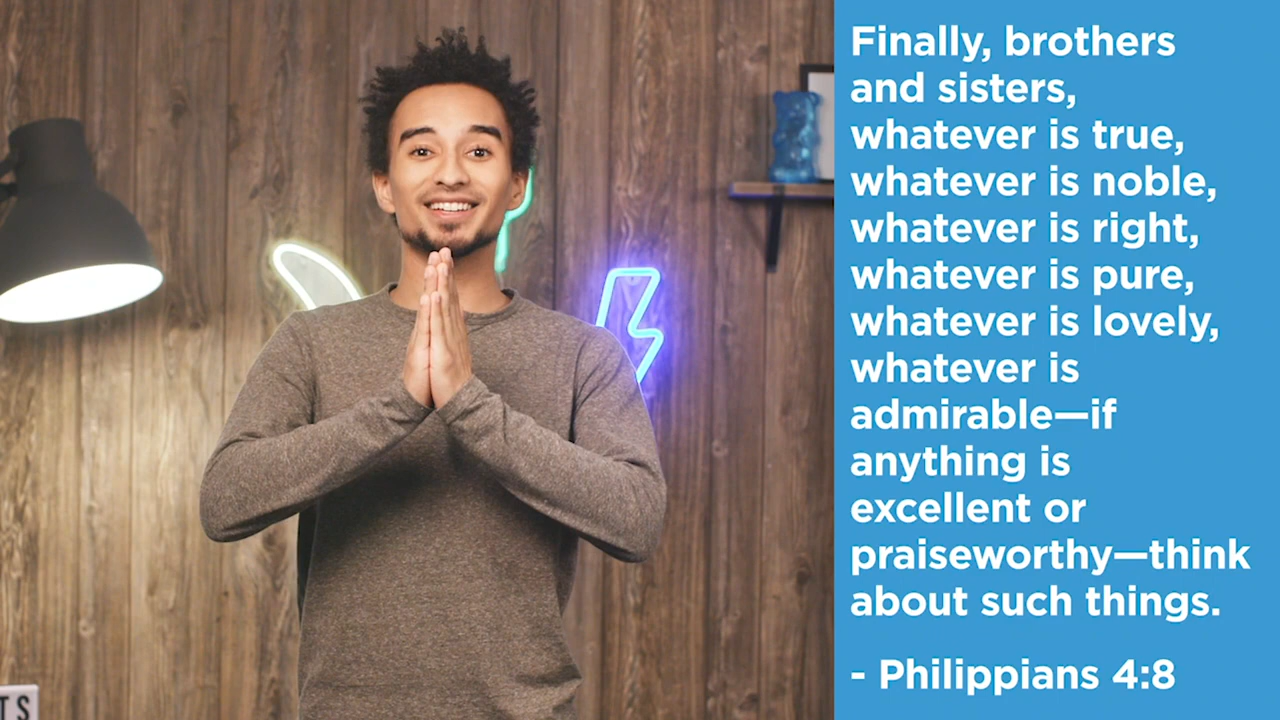 Finally, brothers
and sisters,
whatever is true,
whatever is noble,
whatever is right,
whatever is pure,
whatever is lovely,
whatever is
admirable—if
anything is
excellent or
praiseworthy—think
about such things.
- Philippians 4:8
TS